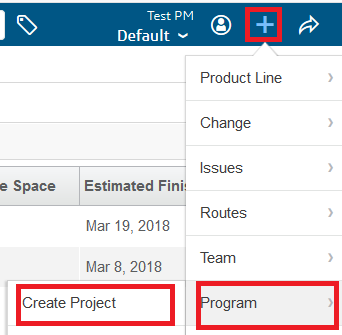 Test PM
Default
Product Line
Change
e Space
Estimated Finis
Issues
Mar 19, 2018
Routes
Mar 8, 2018
Team
Create Project
Program